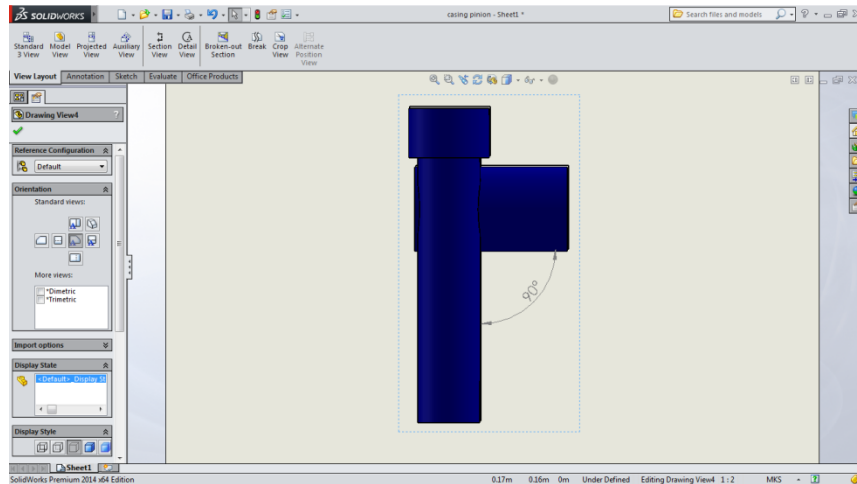 SOLIDWORKS
casing pinion - Sheet1 *
Search files and models
Standard 3 View
Model View
Projected View
Auxiliary View
Section View
Detail View
Broken-out Section
Break
Crop View
Alternate Position View
View Layout Annotation Sketch Evaluate Office Products
Drawing View4 ?
Reference Configuration
Default
Orientation
Standard views:
More views:
*Dimetric
*Trimetric
Import options
Display State
<Default>_Display St
Display Style
90°
Sheet1
SolidWorks Premium 2014 x64 Edition
0.17m 0.16m 0m Under Defined Editing Drawing View4 1 : 2 MKS